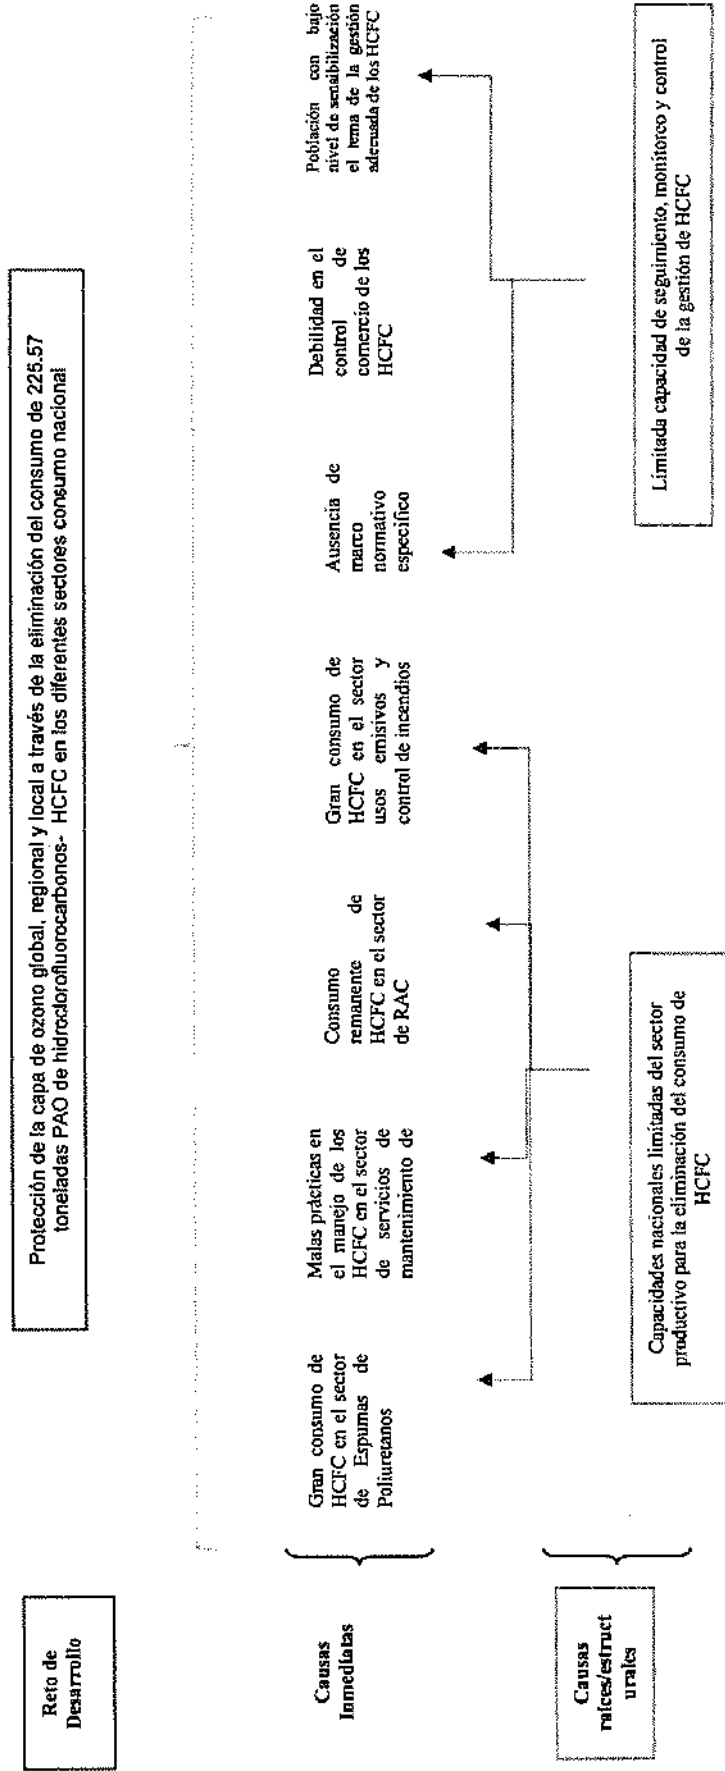 Reto de
Desarrollo
Protección de la capa de ozono global, regional y local a través de la eliminación del consumo de 225.57
toneladas PAO de hidroclorofluorocarbonos- HCFC en los diferentes sectores consumo nacional
Causas
Inmediatas
Gran consumo de
HCFC en el sector
de Espumas de
Poliuretanos
Malas prácticas en
el manejo de los
HCFC en el sector
de servicios de
mantenimiento de
Consumo
remanente de
HCFC en el sector
de RAC
Gran consumo de
HCFC en el sector
usos emisivos y
control de incendios
Ausencia de
marco
normativo
específico
Debilidad en el
control de
comercio de los
HCFC
Población con bajo
nivel de sensibilización
el tema de la gestión
adecuada de los HCFC
Causas
raíces/estruct
urales
Capacidades nacionales limitadas del sector
productivo para la eliminación del consumo de
HCFC
Limitada capacidad de seguimiento, monitoreo y control
de la gestión de HCFC